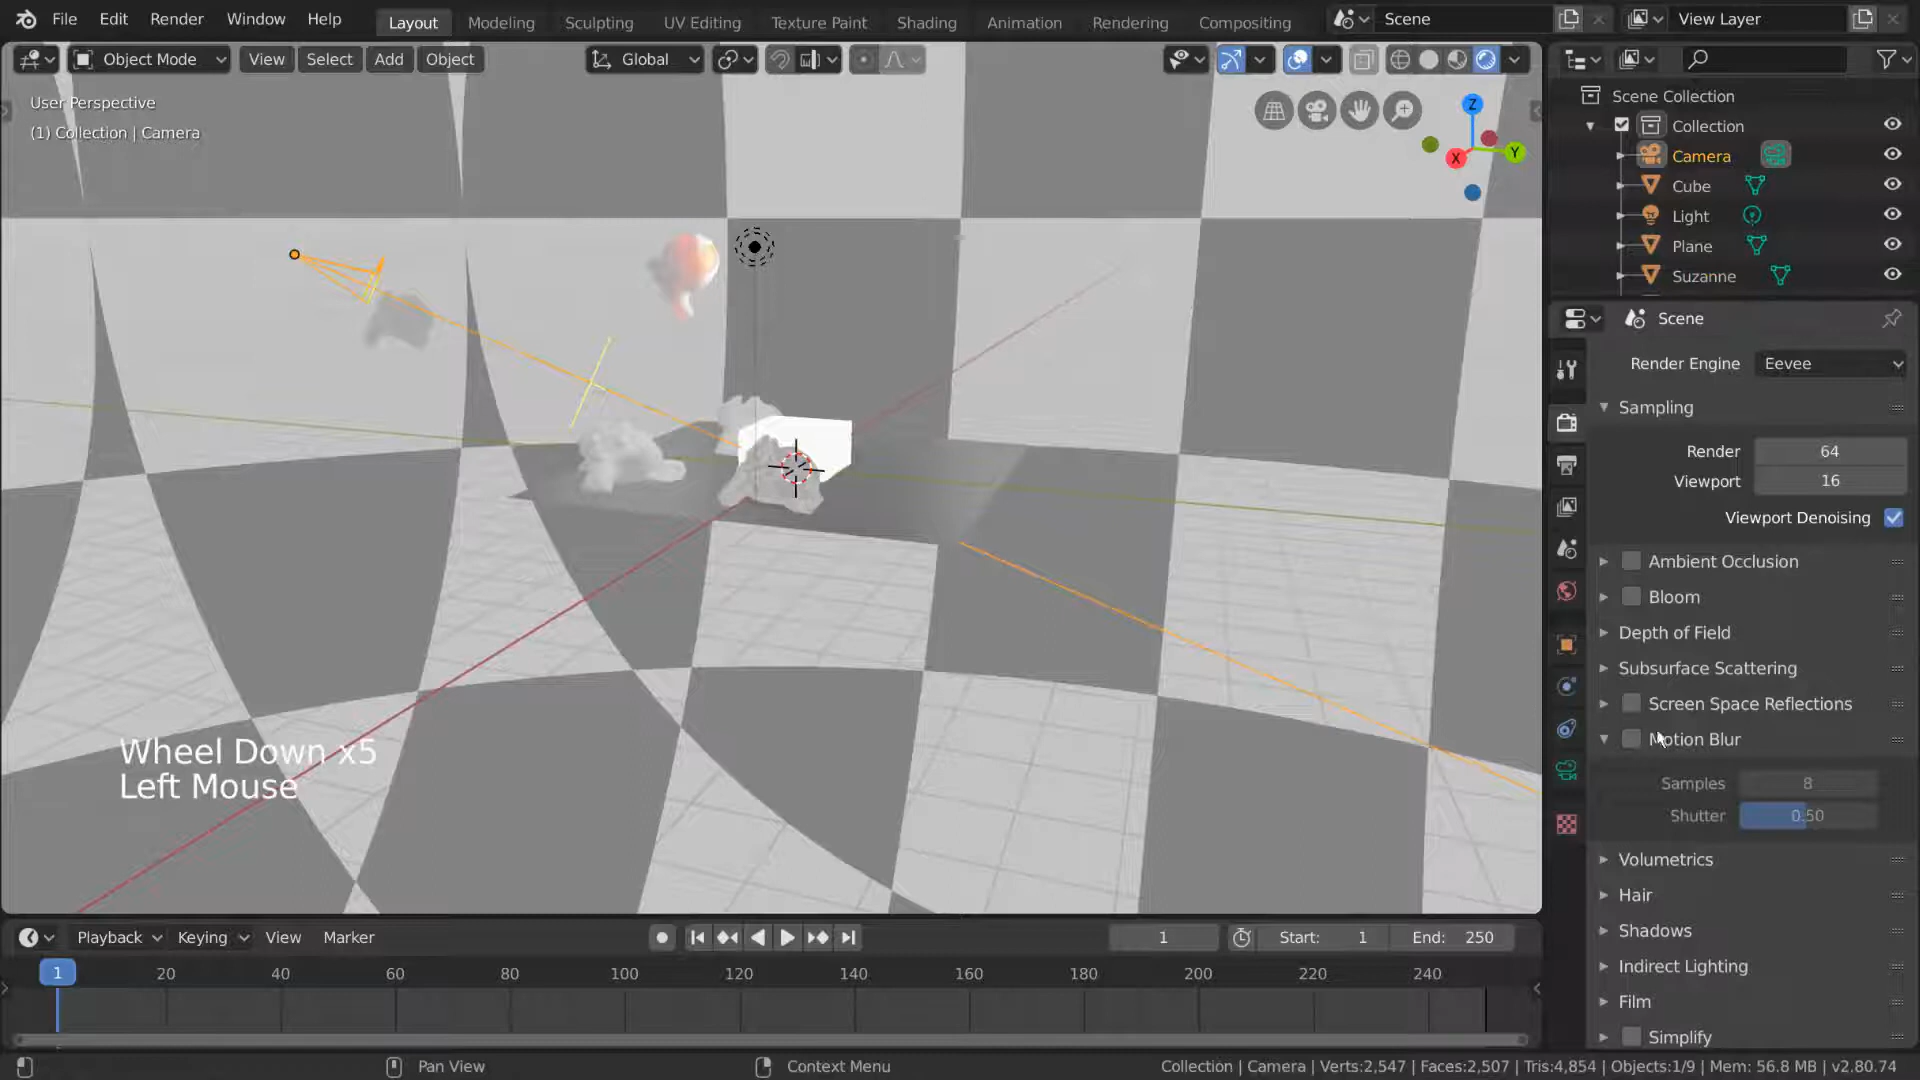 File Edit Render Window Help Layout Modeling Sculpting UV Editing Texture Paint Shading Animation Rendering Compositing Scene View Layer
Object Mode View Select Add Object Global
User Perspective
(1) Collection | Camera
Z
X
Y
Wheel Down x5
Left Mouse
Scene Collection
Collection
Camera
Cube
Light
Plane
Suzanne
Scene
Render Engine Eevee
Sampling
Render 64
Viewport 16
Viewport Denoising
Ambient Occlusion
Bloom
Depth of Field
Subsurface Scattering
Screen Space Reflections
Motion Blur
Samples 8
Shutter 0.50
Volumetrics
Hair
Shadows
Indirect Lighting
Film
Simplify
Playback Keying View Marker 1 Start: 1 End: 250
1 20 40 60 80 100 120 140 160 180 200 220 240
Pan View Context Menu Collection | Camera | Verts:2,547 | Faces:2,507 | Tris:4,854 | Objects:1/9 | Mem: 56.8 MB | v2.80.74